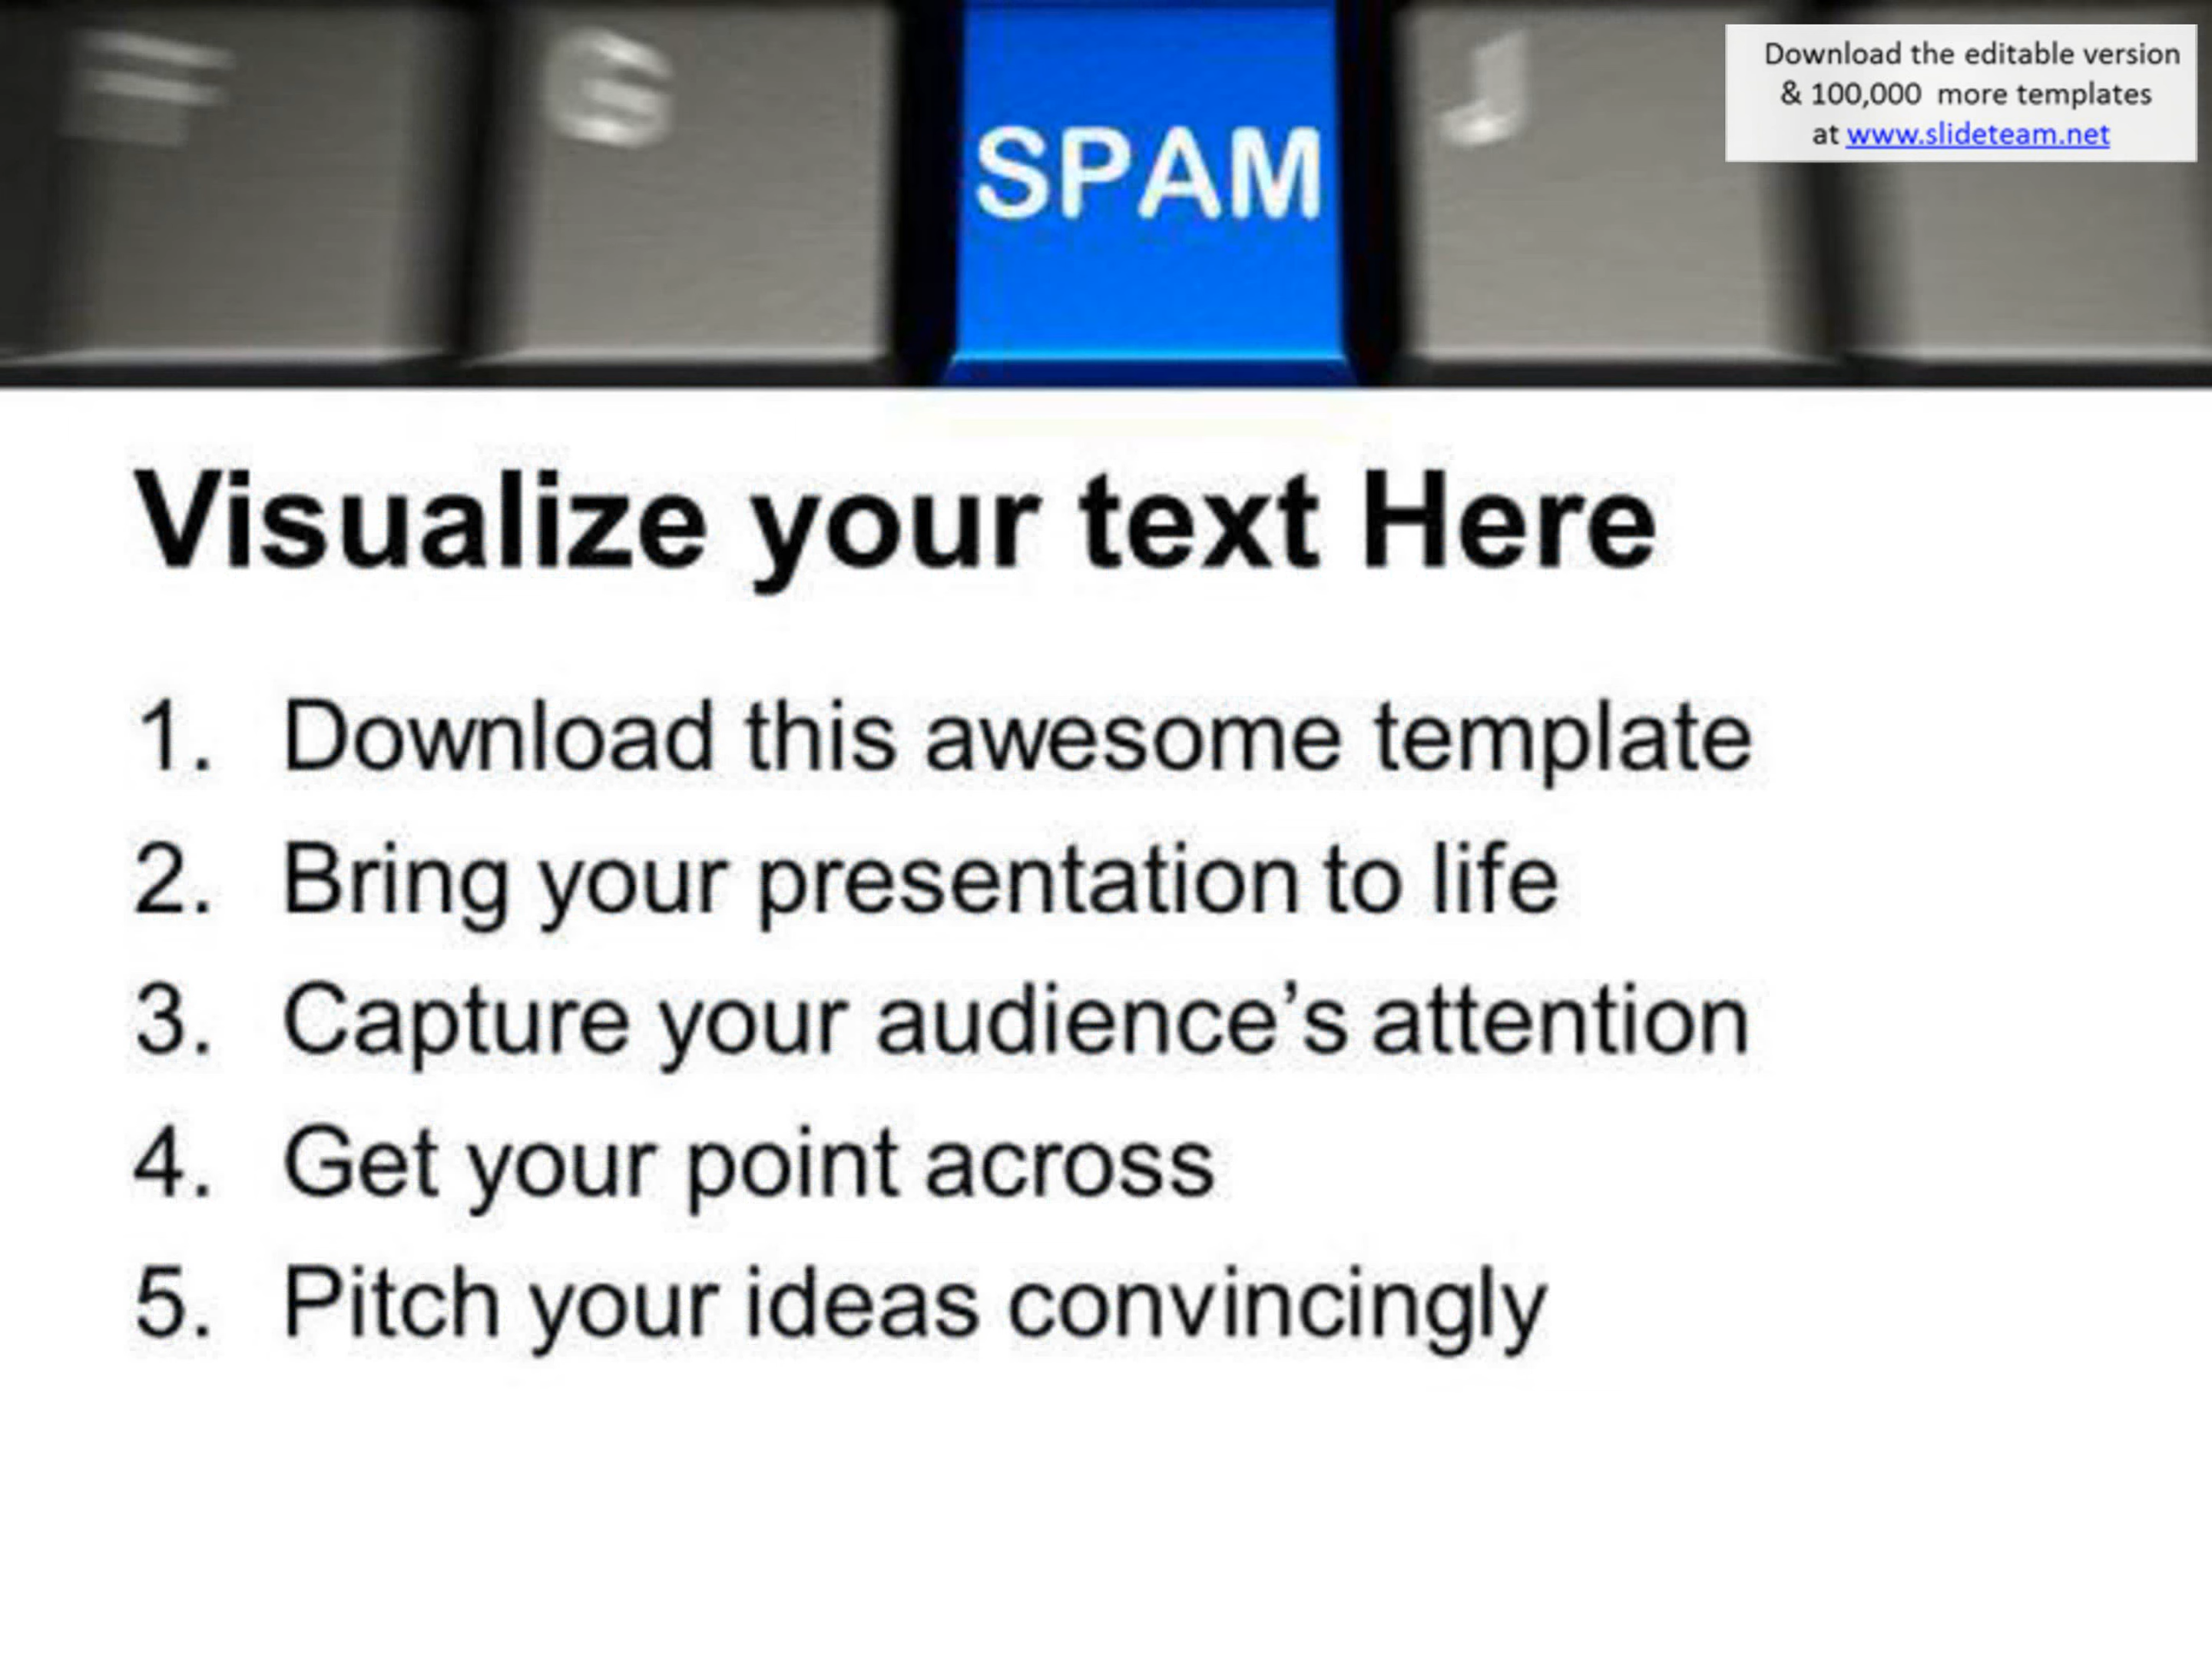 G
SPAM
J
Download the editable version
& 100,000 more templates
at www.slideteam.net
Visualize your text Here
1. Download this awesome template
2. Bring your presentation to life
3. Capture your audience’s attention
4. Get your point across
5. Pitch your ideas convincingly